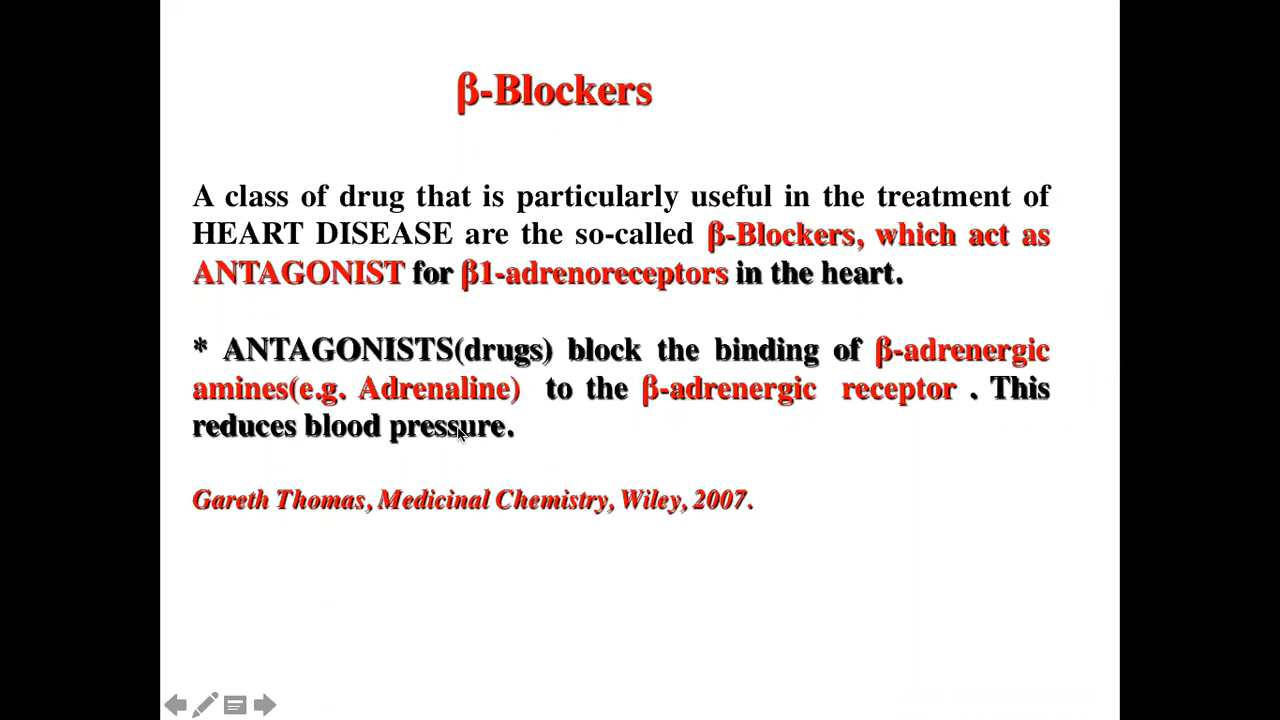 β-Blockers
A class of drug that is particularly useful in the treatment of
HEART DISEASE are the so-called β-Blockers, which act as
ANTAGONIST for β1-adrenoreceptors in the heart.
* ANTAGONISTS(drugs) block the binding of β-adrenergic
amines(e.g. Adrenaline) to the β-adrenergic receptor . This
reduces blood pressure.
Gareth Thomas, Medicinal Chemistry, Wiley, 2007.